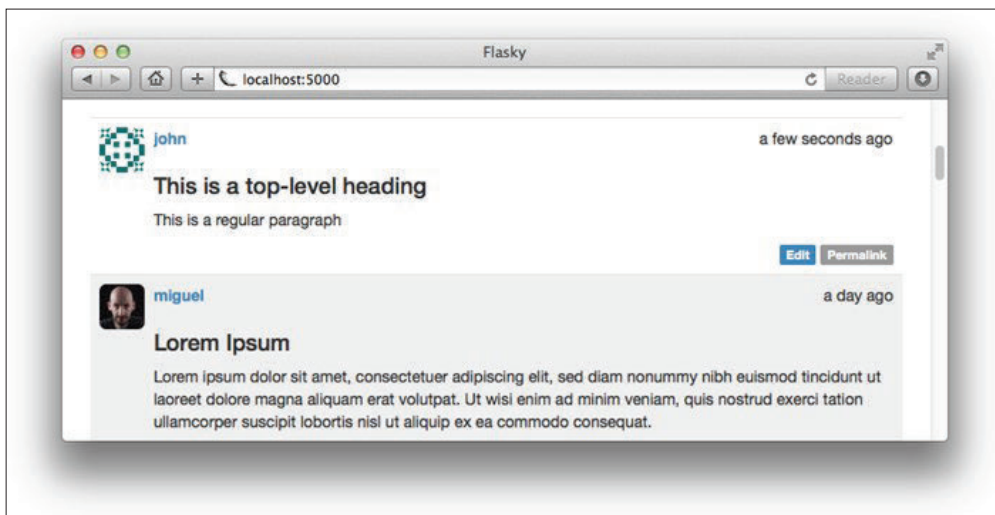 Flasky
localhost:5000
Reader
john
a few seconds ago
This is a top-level heading
This is a regular paragraph
Edit Permalink
miguel
a day ago
Lorem Ipsum
Lorem ipsum dolor sit amet, consectetuer adipiscing elit, sed diam nonummy nibh euismod tincidunt ut
laoreet dolore magna aliquam erat volutpat. Ut wisi enim ad minim veniam, quis nostrud exerci tation
ullamcorper suscipit lobortis nisl ut aliquip ex ea commodo consequat.